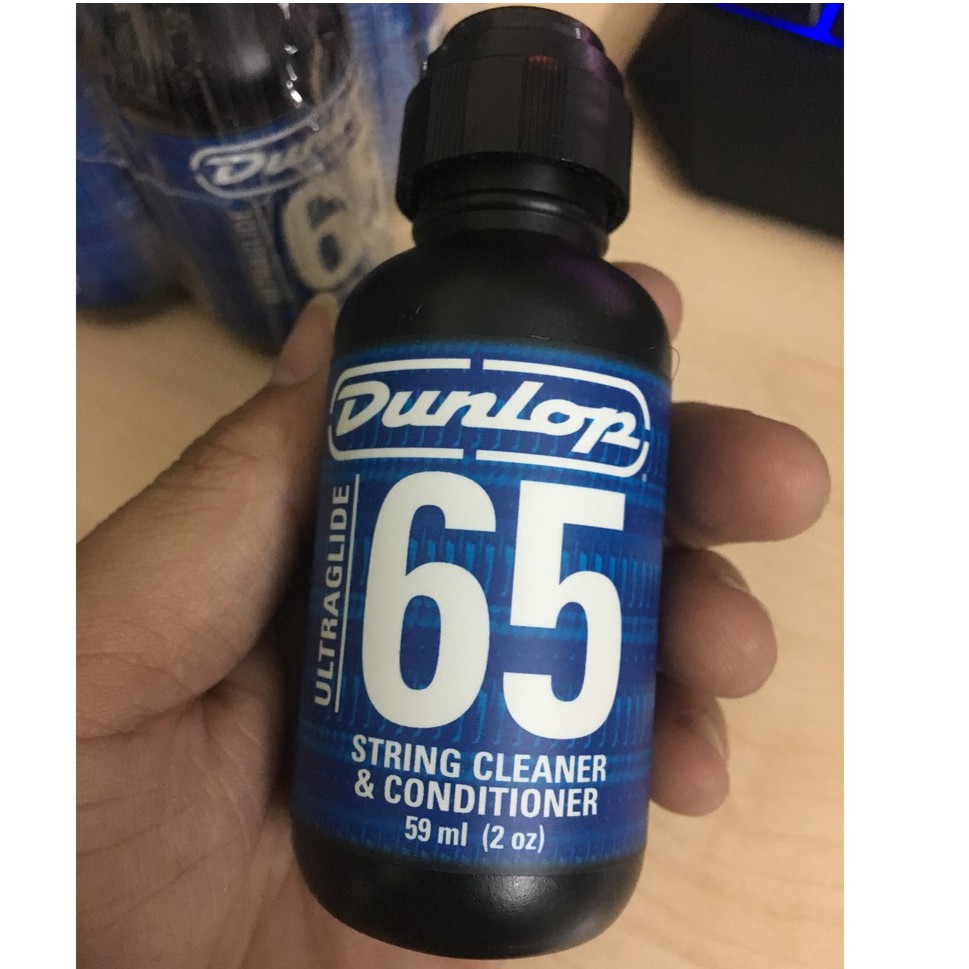 Dunlop
ULTRAGLIDE
65
STRING CLEANER
& CONDITIONER
59 ml (2 oz)